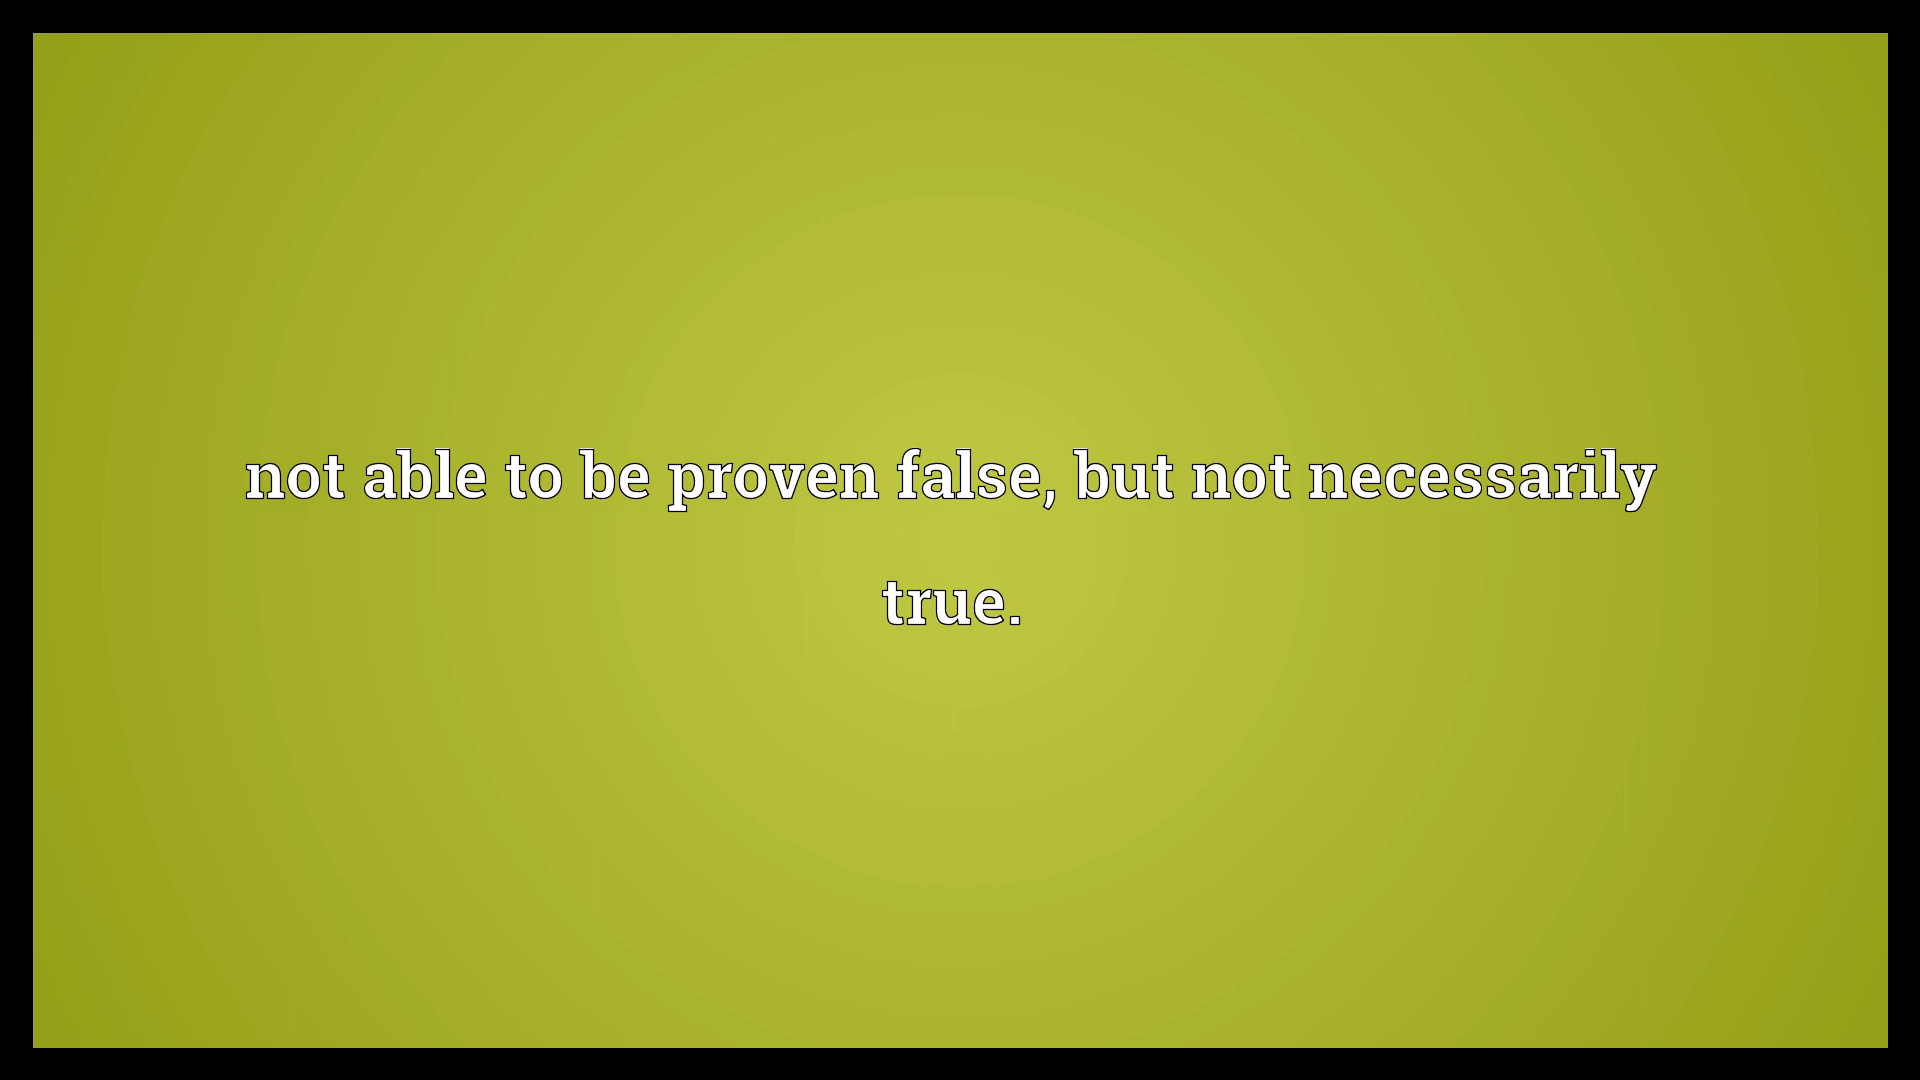 not able to be proven false, but not necessarily
true.